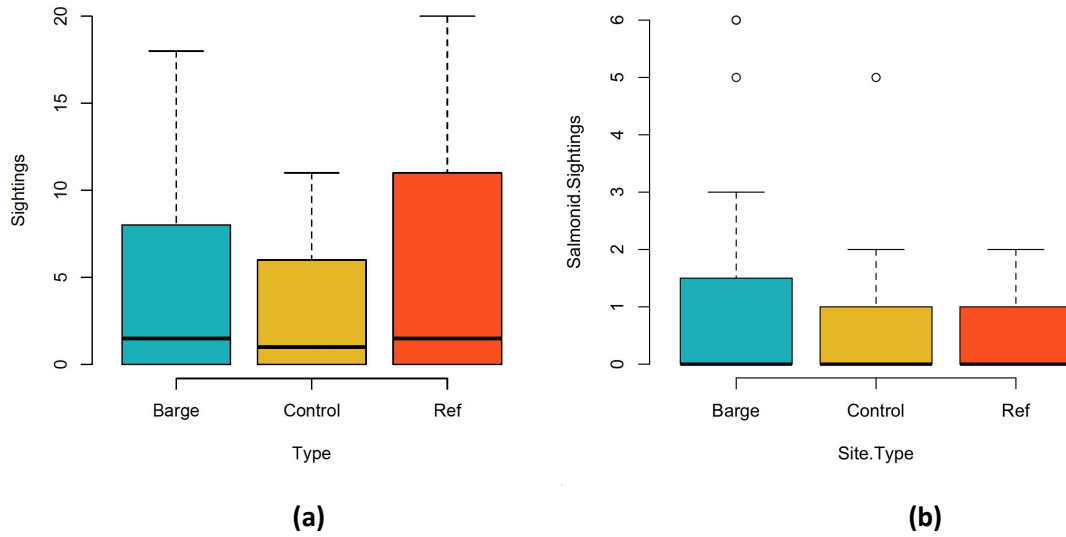 20
15
10
5
0
Sightings
Barge Control Ref
Type
(a)
6
5
4
3
2
1
0
Salmonid.Sightings
Barge Control Ref
Site.Type
(b)